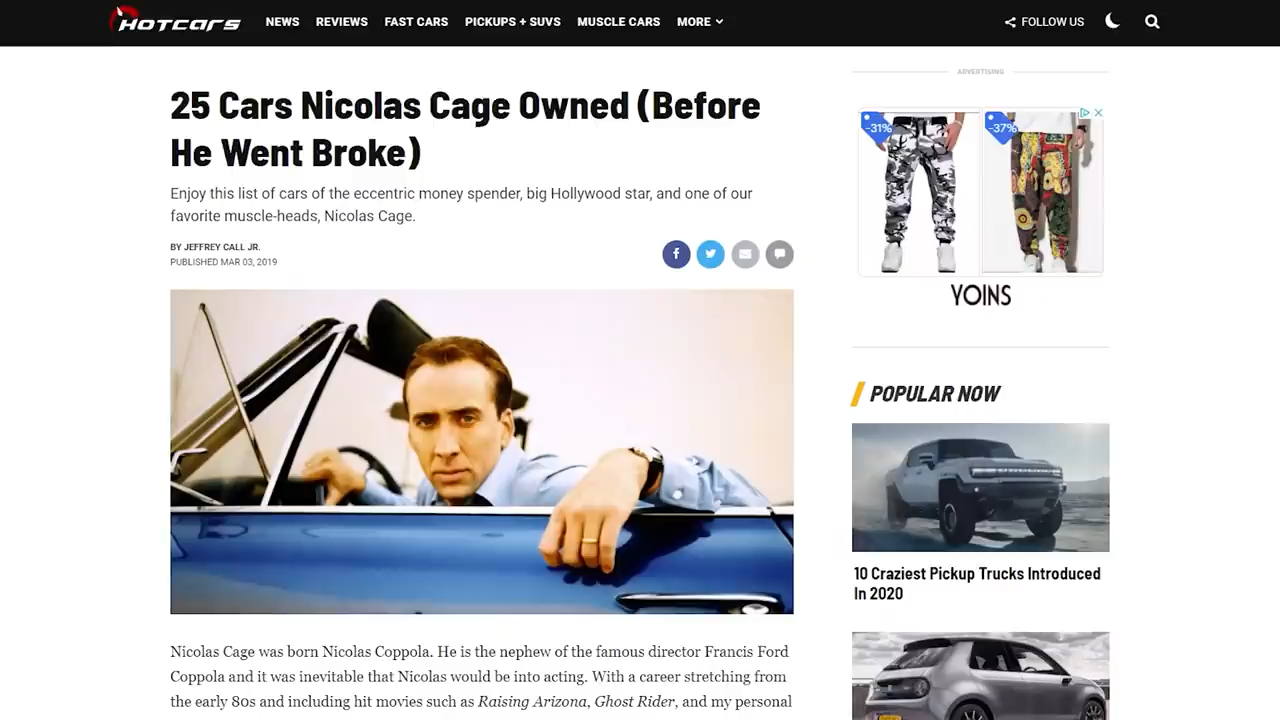 HOTCARS
NEWS
REVIEWS
FAST CARS
PICKUPS + SUVS
MUSCLE CARS
MORE
FOLLOW US
25 Cars Nicolas Cage Owned (Before
He Went Broke)
Enjoy this list of cars of the eccentric money spender, big Hollywood star, and one of our
favorite muscle-heads, Nicolas Cage.
BY JEFFREY CALL JR.
PUBLISHED MAR 03, 2019
Nicolas Cage was born Nicolas Coppola. He is the nephew of the famous director Francis Ford
Coppola and it was inevitable that Nicolas would be into acting. With a career stretching from
the early 80s and including hit movies such as Raising Arizona, Ghost Rider, and my personal
ADVERTISING
-31%
-37%
YOINS
POPULAR NOW
10 Craziest Pickup Trucks Introduced
In 2020